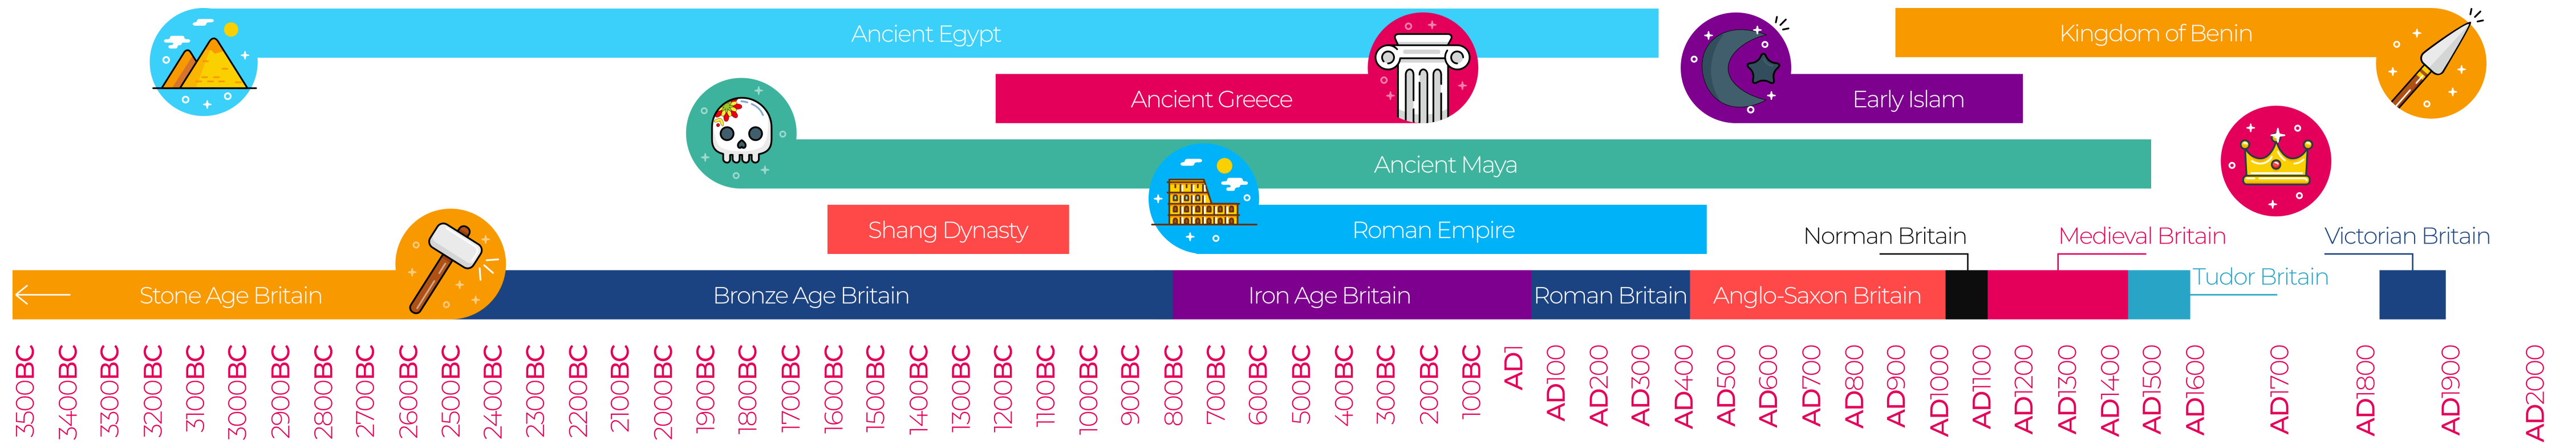 Ancient Egypt
Kingdom of Benin
Ancient Greece
Early Islam
Ancient Maya
Shang Dynasty
Roman Empire
Norman Britain
Medieval Britain
Victorian Britain
Tudor Britain
Stone Age Britain
Bronze Age Britain
Iron Age Britain
Roman Britain
Anglo-Saxon Britain
3500BC
3400BC
3300BC
3200BC
3100BC
3000BC
2900BC
2800BC
2700BC
2600BC
2500BC
2400BC
2300BC
2200BC
2100BC
2000BC
1900BC
1800BC
1700BC
1600BC
1500BC
1400BC
1300BC
1200BC
1100BC
1000BC
900BC
800BC
700BC
600BC
500BC
400BC
300BC
200BC
100BC
AD1
AD100
AD200
AD300
AD400
AD500
AD600
AD700
AD800
AD900
AD1000
AD1100
AD1200
AD1300
AD1400
AD1500
AD1600
AD1700
AD1800
AD1900
AD2000